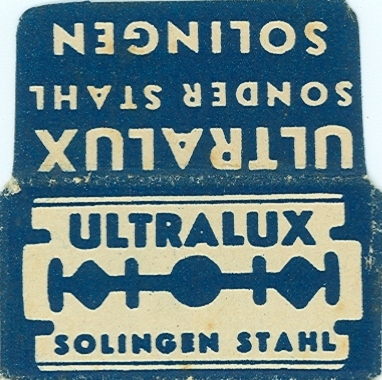 ULTRALUX
SONDER STAHL
SOLINGEN
ULTRALUX
SOLINGEN STAHL